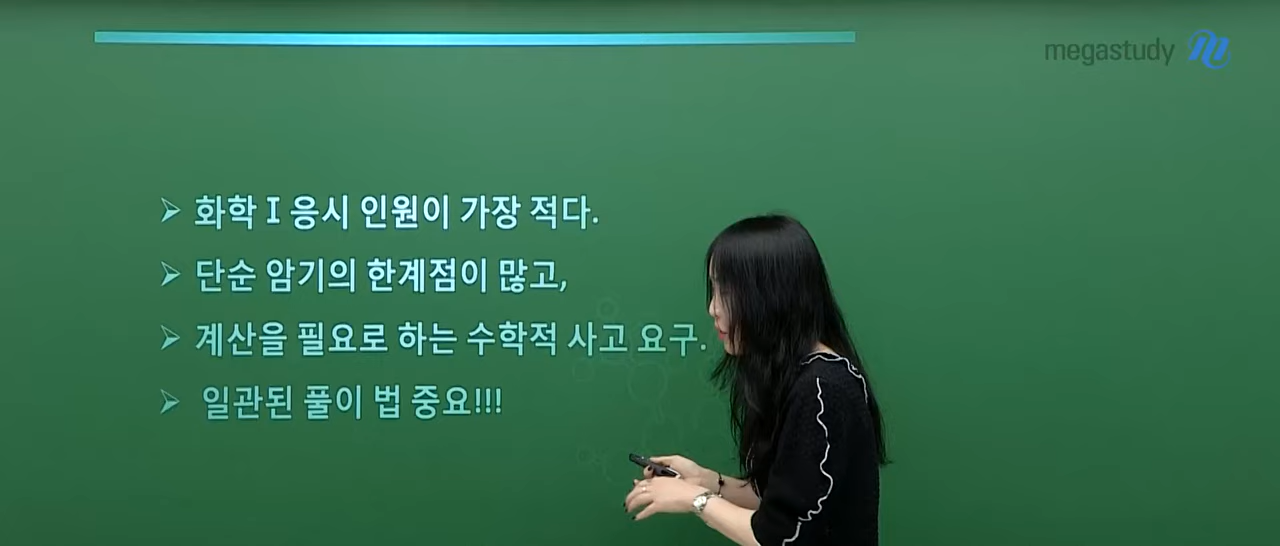 megastudy
화학 I 응시 인원이 가장 적다.
단순 암기의 한계점이 많고,
계산을 필요로 하는 수학적 사고 요구.
일관된 풀이 법 중요!!!